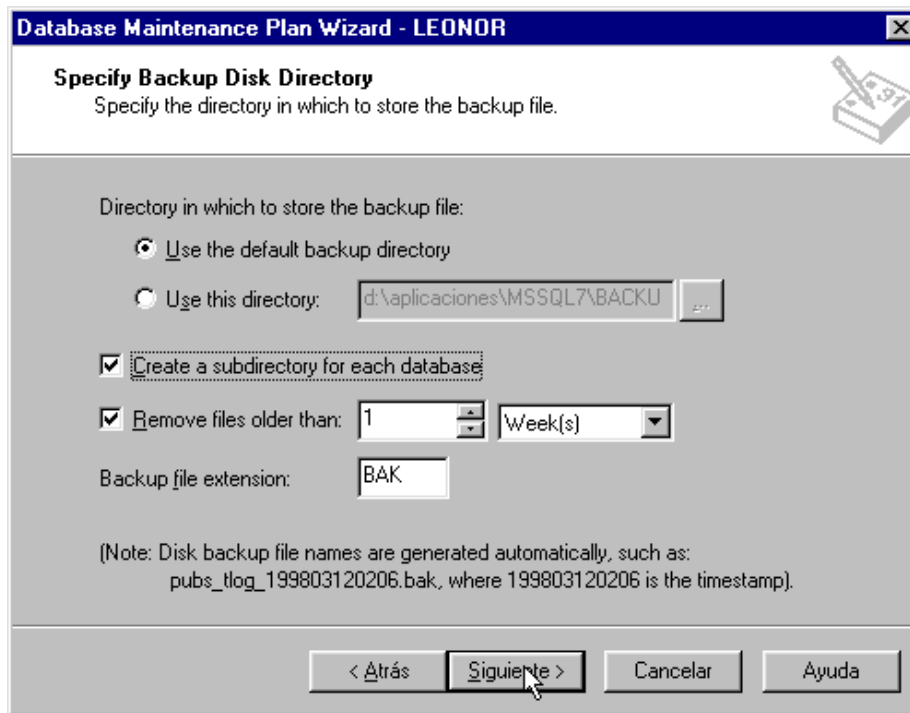 Database Maintenance Plan Wizard - LEONOR
Specify Backup Disk Directory
Specify the directory in which to store the backup file.
Directory in which to store the backup file:
Use the default backup directory
Use this directory: d:\aplicaciones\MSSQL7\BACKU ...
Create a subdirectory for each database
Remove files older than: 1 Week(s)
Backup file extension: BAK
(Note: Disk backup file names are generated automatically, such as:
pubs_tlog_199803120206.bak, where 199803120206 is the timestamp).
< Atrás Siguiente > Cancelar Ayuda